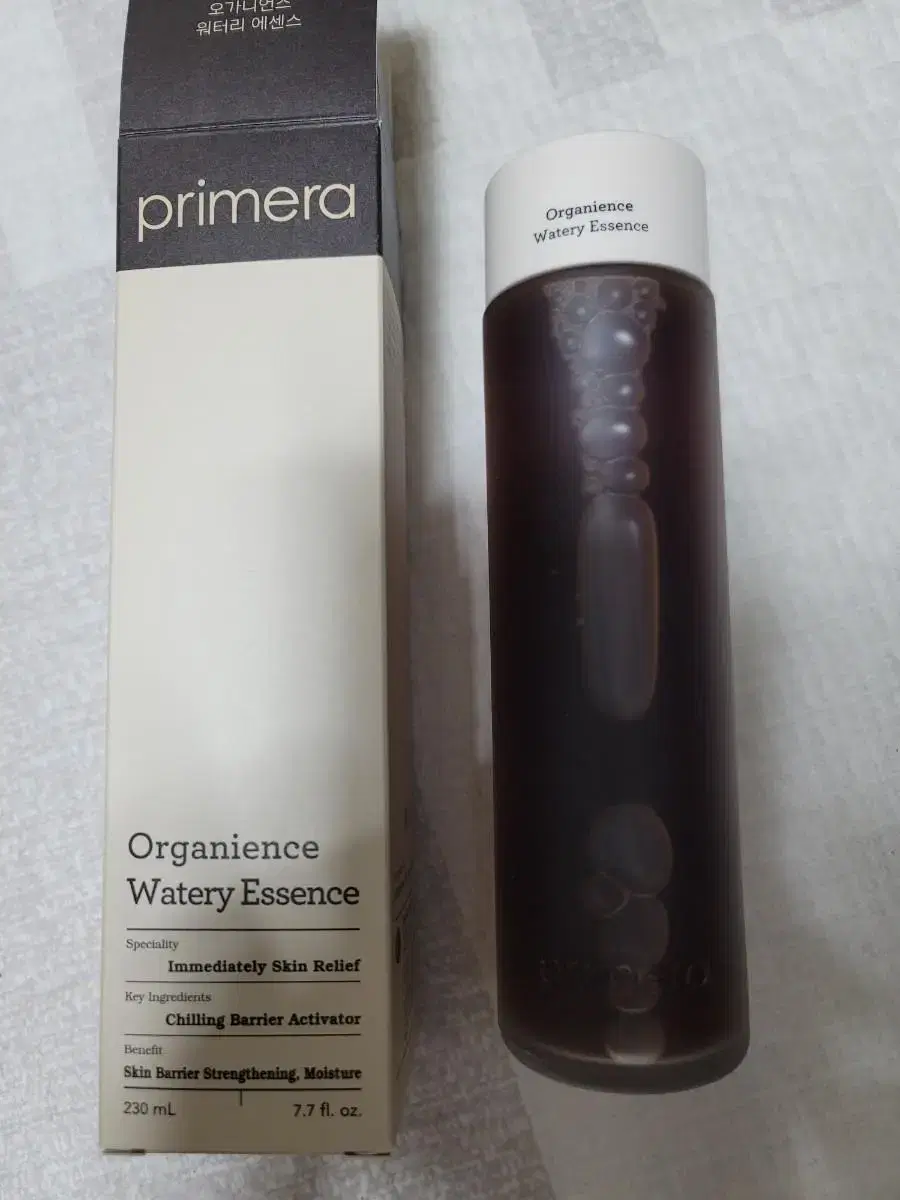 오가니언스
워터리 에센스
primera
Organience
Watery Essence
Speciality
Immediately Skin Relief
Key Ingredients
Chilling Barrier Activator
Benefit
Skin Barrier Strengthening, Moisture
230 mL
7.7 fl. oz.
Organience
Watery Essence